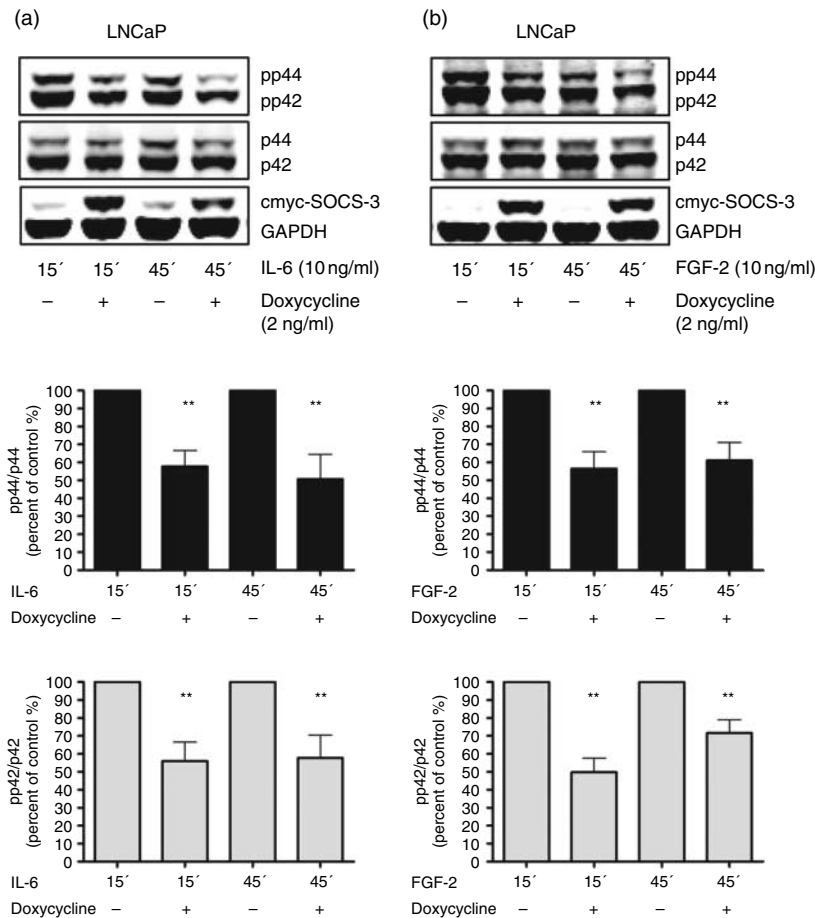 (a)
LNCaP
pp44
pp42
p44
p42
cmyc-SOCS-3
GAPDH
15´ 15´ 45´ 45´ IL-6 (10 ng/ml)
– + – + Doxycycline
(2 ng/ml)
(b)
LNCaP
pp44
pp42
p44
p42
cmyc-SOCS-3
GAPDH
15´ 15´ 45´ 45´ FGF-2 (10 ng/ml)
– + – + Doxycycline
(2 ng/ml)
pp44/p44
(percent of control %)
100
90
80
70
60
50
40
30
20
10
0
** **
IL-6 15´ 15´ 45´ 45´
Doxycycline – + – +
pp44/p44
(percent of control %)
100
90
80
70
60
50
40
30
20
10
0
** **
FGF-2 15´ 15´ 45´ 45´
Doxycycline – + – +
pp42/p42
(percent of control %)
100
90
80
70
60
50
40
30
20
10
0
** **
IL-6 15´ 15´ 45´ 45´
Doxycycline – + – +
pp42/p42
(percent of control %)
100
90
80
70
60
50
40
30
20
10
0
** **
FGF-2 15´ 15´ 45´ 45´
Doxycycline – + – +